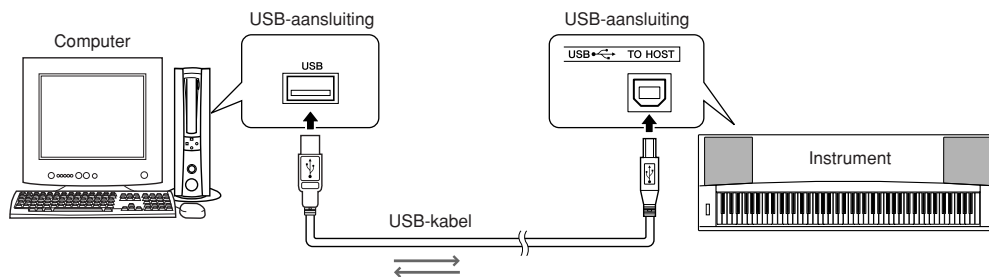 USB-aansluiting
USB-aansluiting
Computer
USB
USB TO HOST
Instrument
USB-kabel